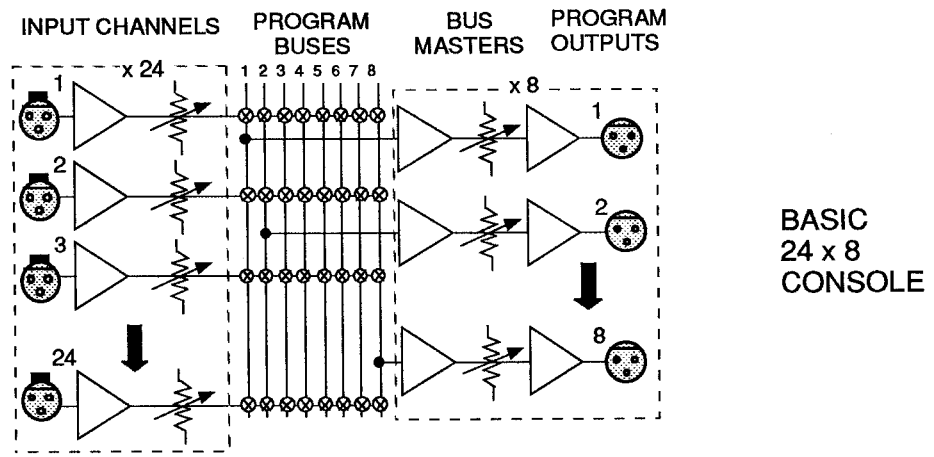 INPUT CHANNELS
PROGRAM
BUSES
BUS
MASTERS
PROGRAM
OUTPUTS
x 24
1 2 3 4 5 6 7 8
x 8
1
2
3
24
1
2
8
BASIC
24 x 8
CONSOLE